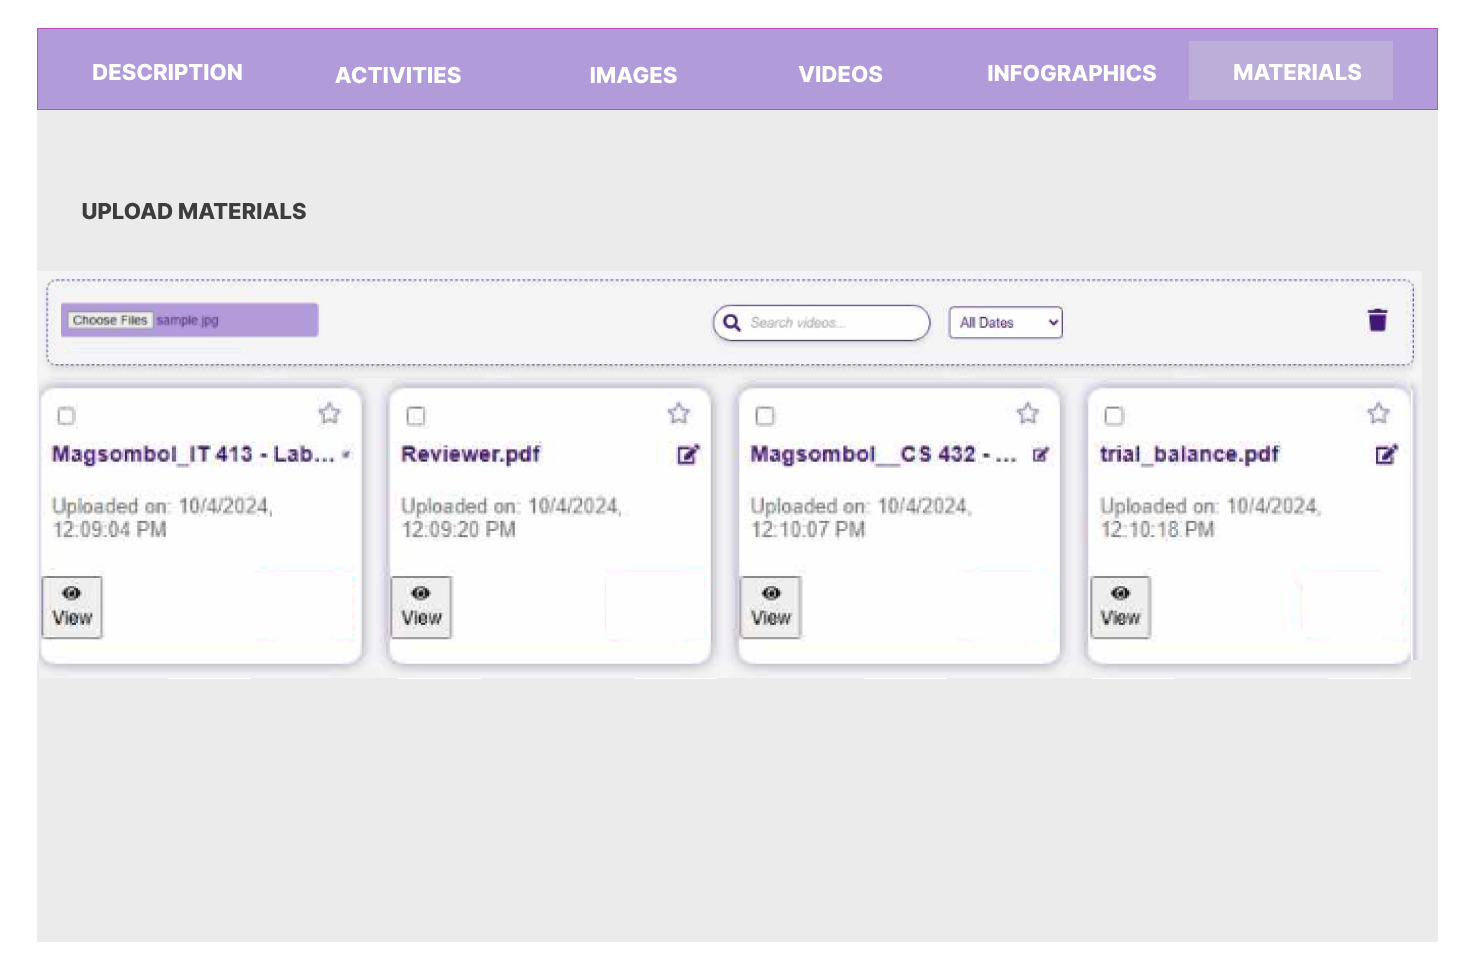 DESCRIPTION ACTIVITIES IMAGES VIDEOS INFOGRAPHICS MATERIALS
UPLOAD MATERIALS
Choose Files sample.jpg Search videos... All Dates
Magsombol_IT 413 - Lab...
Uploaded on: 10/4/2024,
12:09:04 PM
View
Reviewer.pdf
Uploaded on: 10/4/2024,
12:09:20 PM
View
Magsombol__CS 432 - ...
Uploaded on: 10/4/2024,
12:10:07 PM
View
trial_balance.pdf
Uploaded on: 10/4/2024,
12:10:18 PM
View